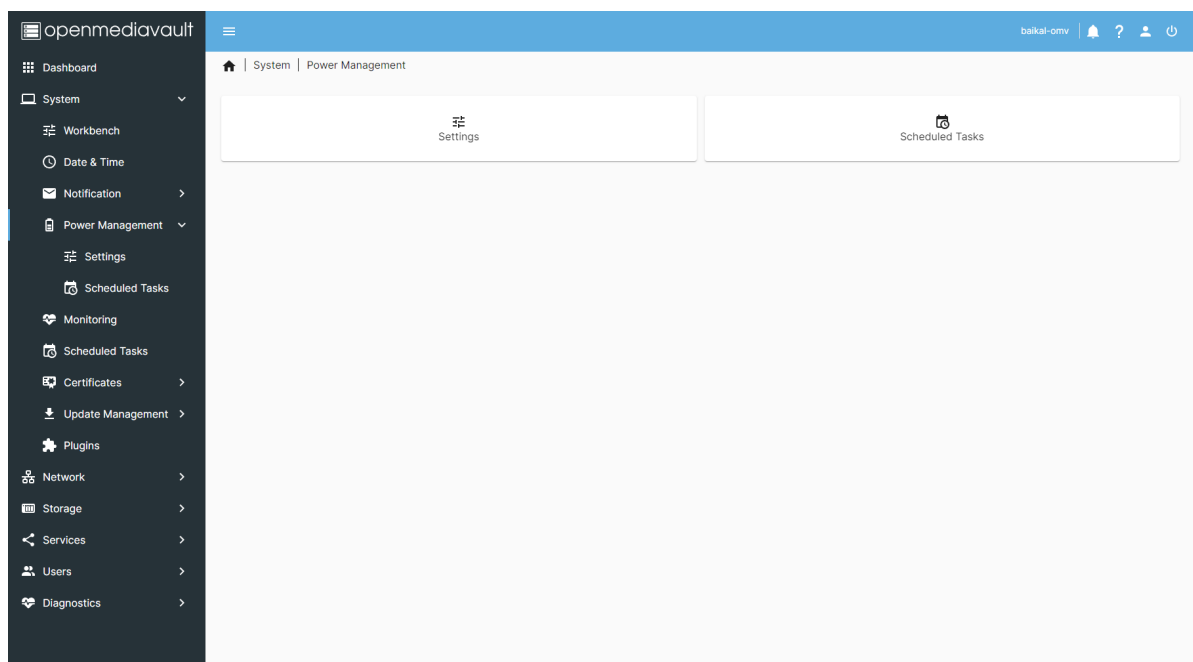 openmediavault
baikal-omv
Dashboard
System
Workbench
Date & Time
Notification
Power Management
Settings
Scheduled Tasks
Monitoring
Scheduled Tasks
Certificates
Update Management
Plugins
Network
Storage
Services
Users
Diagnostics
System | Power Management
Settings
Scheduled Tasks